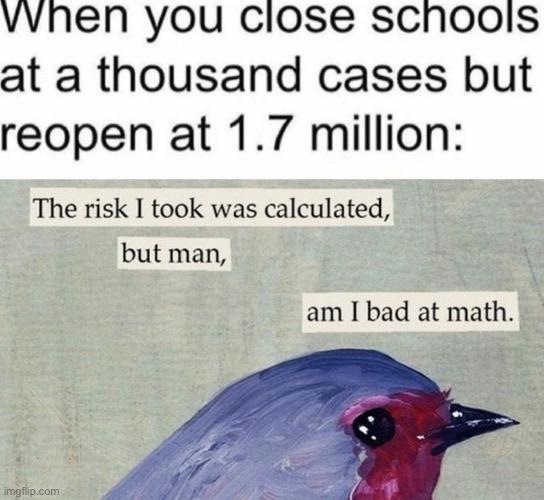 When you close schools
at a thousand cases but
reopen at 1.7 million:
The risk I took was calculated,
but man,
am I bad at math.
imgflip.com